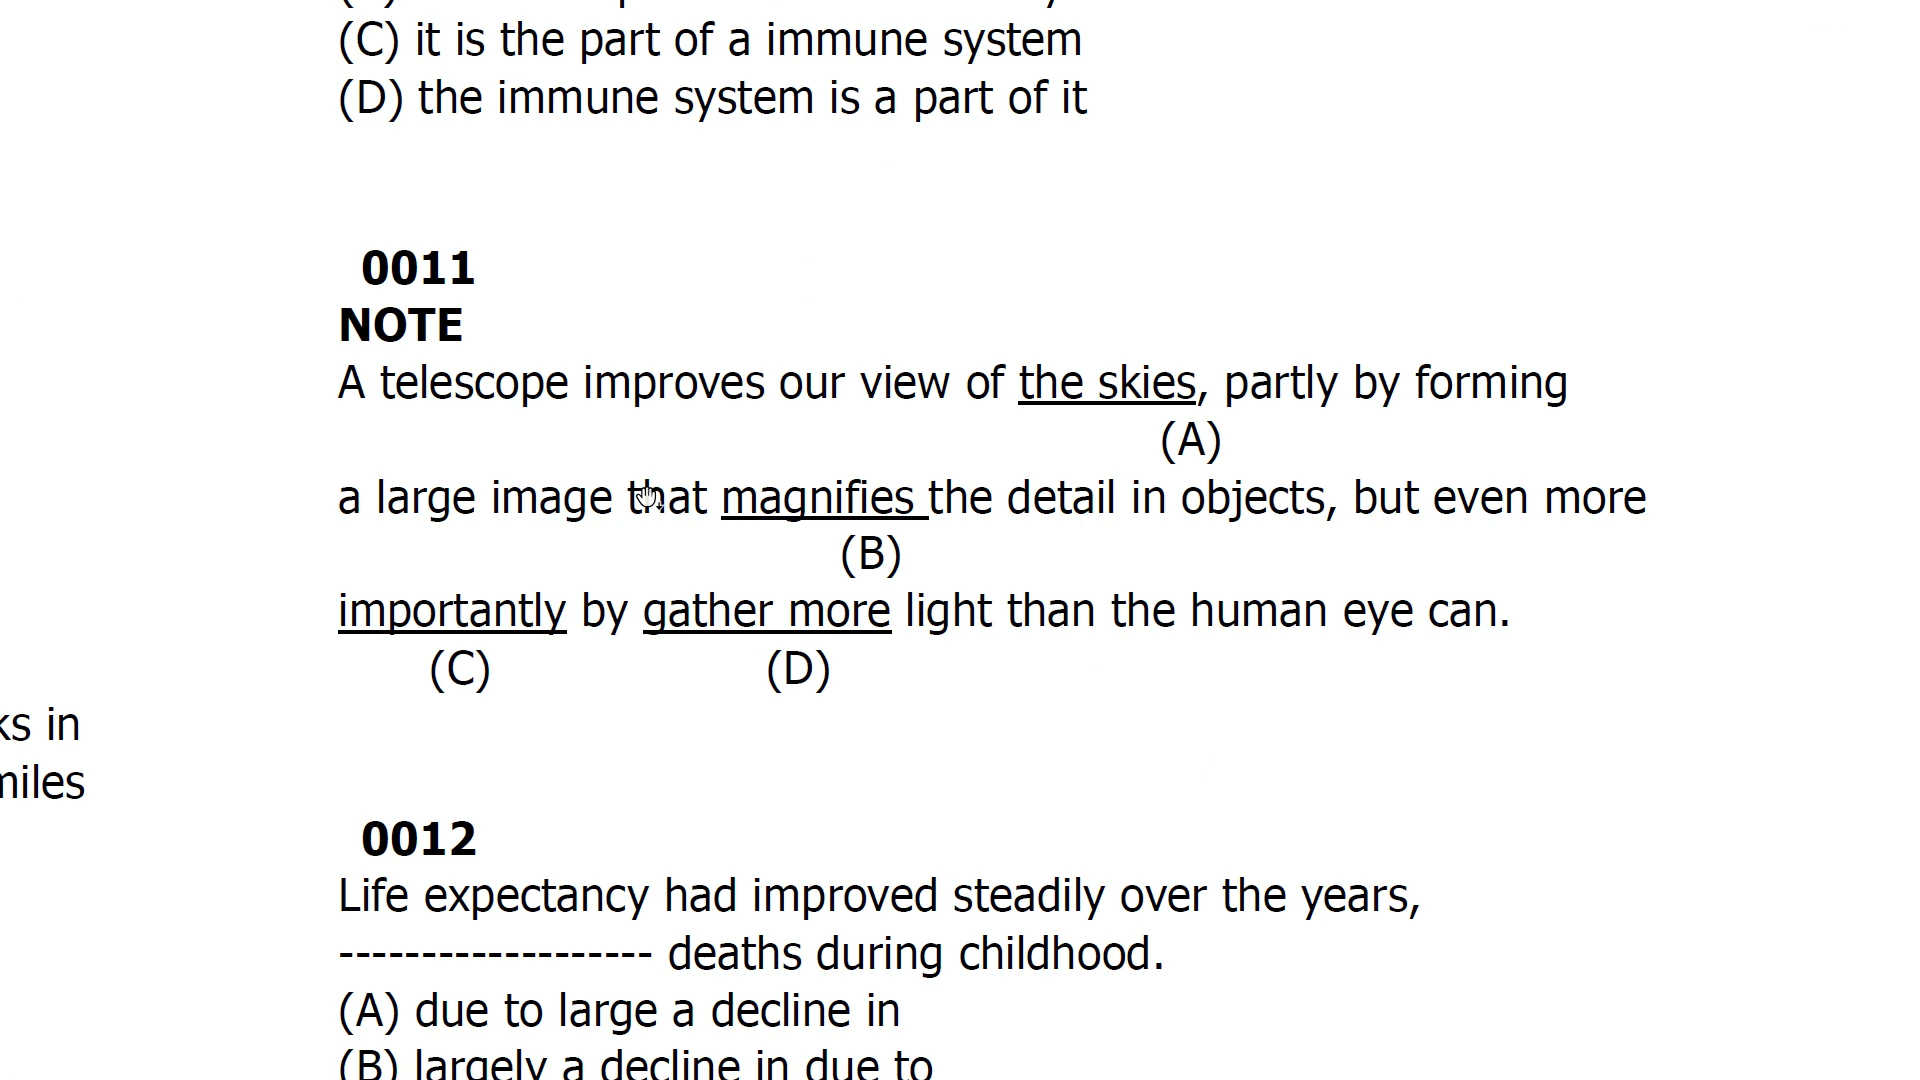 (C) it is the part of a immune system
(D) the immune system is a part of it
0011
NOTE
A telescope improves our view of the skies, partly by forming
(A)
a large image that magnifies the detail in objects, but even more
(B)
importantly by gather more light than the human eye can.
(C) (D)
ks in
miles
0012
Life expectancy had improved steadily over the years,
------------------- deaths during childhood.
(A) due to large a decline in
(B) largely a decline in due to